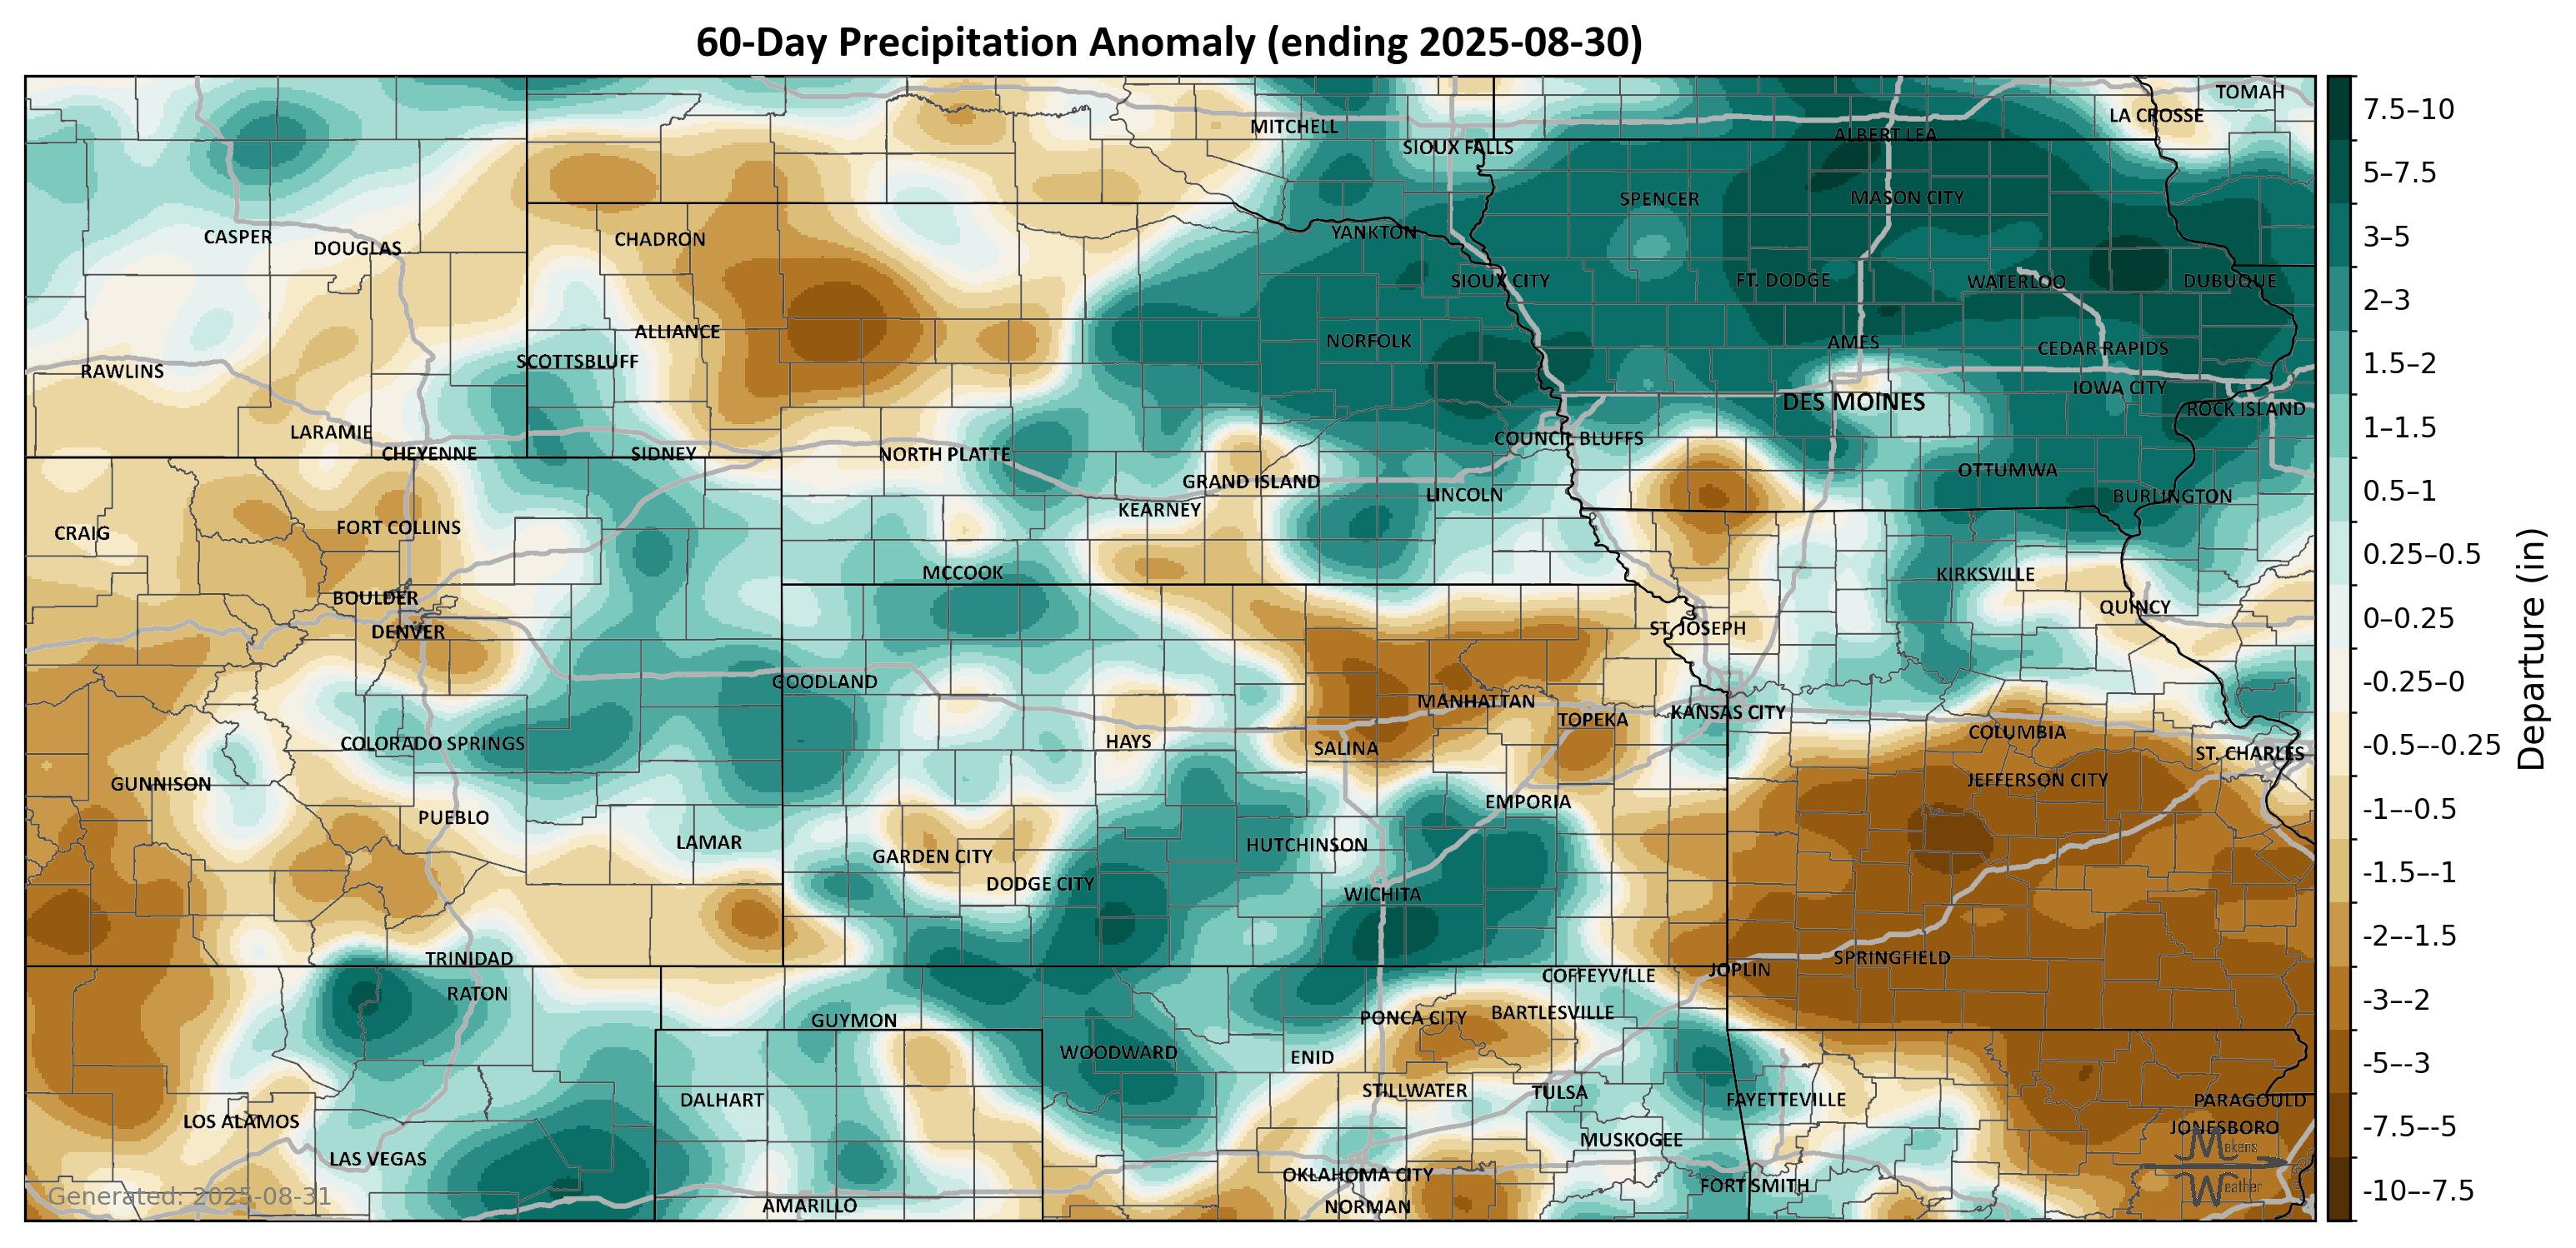 60-Day Precipitation Anomaly (ending 2025-08-30)
TOMAH
LA CROSSE
MITCHELL
ALBERT LEA
SIOUX FALLS
SPENCER
MASON CITY
CASPER
DOUGLAS
CHADRON
YANKTON
SIOUX CITY
FT. DODGE
WATERLOO
DUBUQUE
ALLIANCE
NORFOLK
AMES
CEDAR RAPIDS
SCOTTSBLUFF
RAWLINS
IOWA CITY
DES MOINES
ROCK ISLAND
LARAMIE
COUNCIL BLUFFS
CHEYENNE
SIDNEY
NORTH PLATTE
OTTUMWA
GRAND ISLAND
LINCOLN
BURLINGTON
KEARNEY
CRAIG
FORT COLLINS
MCCOOK
KIRKSVILLE
BOULDER
QUINCY
DENVER
ST. JOSEPH
GOODLAND
MANHATTAN
TOPEKA
KANSAS CITY
COLUMBIA
COLORADO SPRINGS
HAYS
SALINA
ST. CHARLES
GUNNISON
JEFFERSON CITY
EMPORIA
PUEBLO
LAMAR
HUTCHINSON
GARDEN CITY
DODGE CITY
WICHITA
TRINIDAD
SPRINGFIELD
JOPLIN
COFFEYVILLE
RATON
BARTLESVILLE
GUYMON
PONCA CITY
WOODWARD
ENID
STILLWATER
TULSA
DALHART
FAYETTEVILLE
PARAGOULD
LOS ALAMOS
JONESBORO
MUSKOGEE
LAS VEGAS
OKLAHOMA CITY
FORT SMITH
AMARILLO
NORMAN
Generated: 2025-08-31
Makens
Weather
7.5–10
5–7.5
3–5
2–3
1.5–2
1–1.5
0.5–1
0.25–0.5
0–0.25
-0.25–0
-0.5–-0.25
-1–-0.5
-1.5–-1
-2–-1.5
-3–-2
-5–-3
-7.5–-5
-10–-7.5
Departure (in)